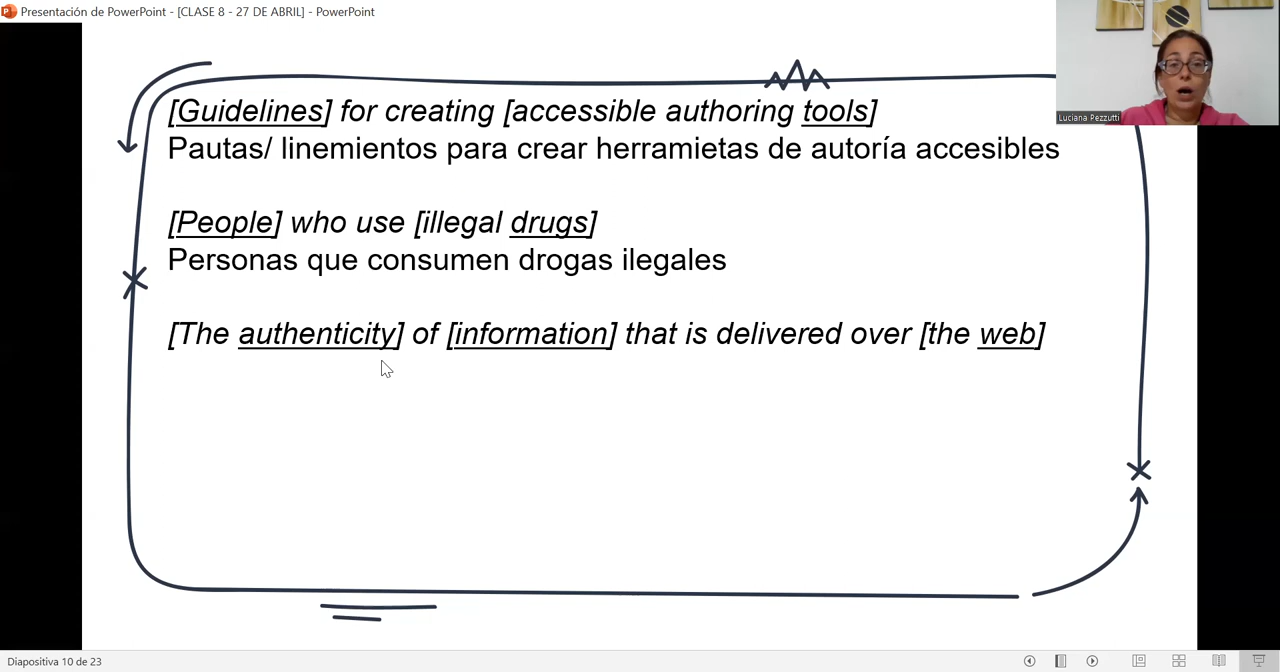 Presentación de PowerPoint - [CLASE 8 - 27 DE ABRIL] - PowerPoint
[Guidelines] for creating [accessible authoring tools]
Pautas/ linemientos para crear herramietas de autoría accesibles
Luciana Pezzutti
[People] who use [illegal drugs]
Personas que consumen drogas ilegales
[The authenticity] of [information] that is delivered over [the web]
Diapositiva 10 de 23